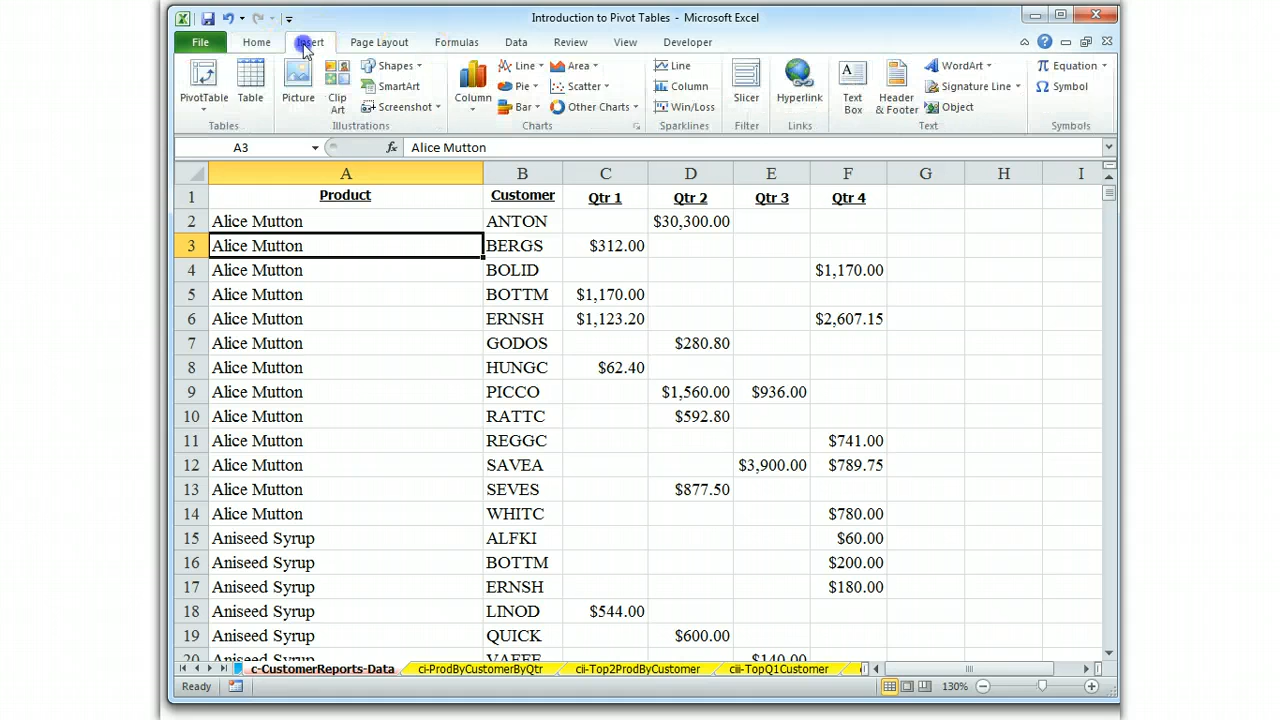 Introduction to Pivot Tables - Microsoft Excel
File Home Insert Page Layout Formulas Data Review View Developer
PivotTable Table Picture Clip Art Shapes SmartArt Screenshot Column Line Pie Bar Area Scatter Other Charts Line Column Win/Loss Slicer Hyperlink Text Box Header & Footer WordArt Signature Line Object Equation Symbol
Tables Illustrations Charts Sparklines Filter Links Text Symbols
A3 fx Alice Mutton
A B C D E F G H I
1 Product Customer Qtr 1 Qtr 2 Qtr 3 Qtr 4
2 Alice Mutton ANTON $30,300.00
3 Alice Mutton BERGS $312.00
4 Alice Mutton BOLID $1,170.00
5 Alice Mutton BOTTM $1,170.00
6 Alice Mutton ERNSH $1,123.20 $2,607.15
7 Alice Mutton GODOS $280.80
8 Alice Mutton HUNGC $62.40
9 Alice Mutton PICCO $1,560.00 $936.00
10 Alice Mutton RATTC $592.80
11 Alice Mutton REGGC $741.00
12 Alice Mutton SAVEA $3,900.00 $789.75
13 Alice Mutton SEVES $877.50
14 Alice Mutton WHITC $780.00
15 Aniseed Syrup ALFKI $60.00
16 Aniseed Syrup BOTTM $200.00
17 Aniseed Syrup ERNSH $180.00
18 Aniseed Syrup LINOD $544.00
19 Aniseed Syrup QUICK $600.00
20 Aniseed Syrup VAFFE $140.00
c-CustomerReports-Data ci-ProdByCustomerByQtr cii-Top2ProdByCustomer ciii-TopQ1Customer
Ready 130%